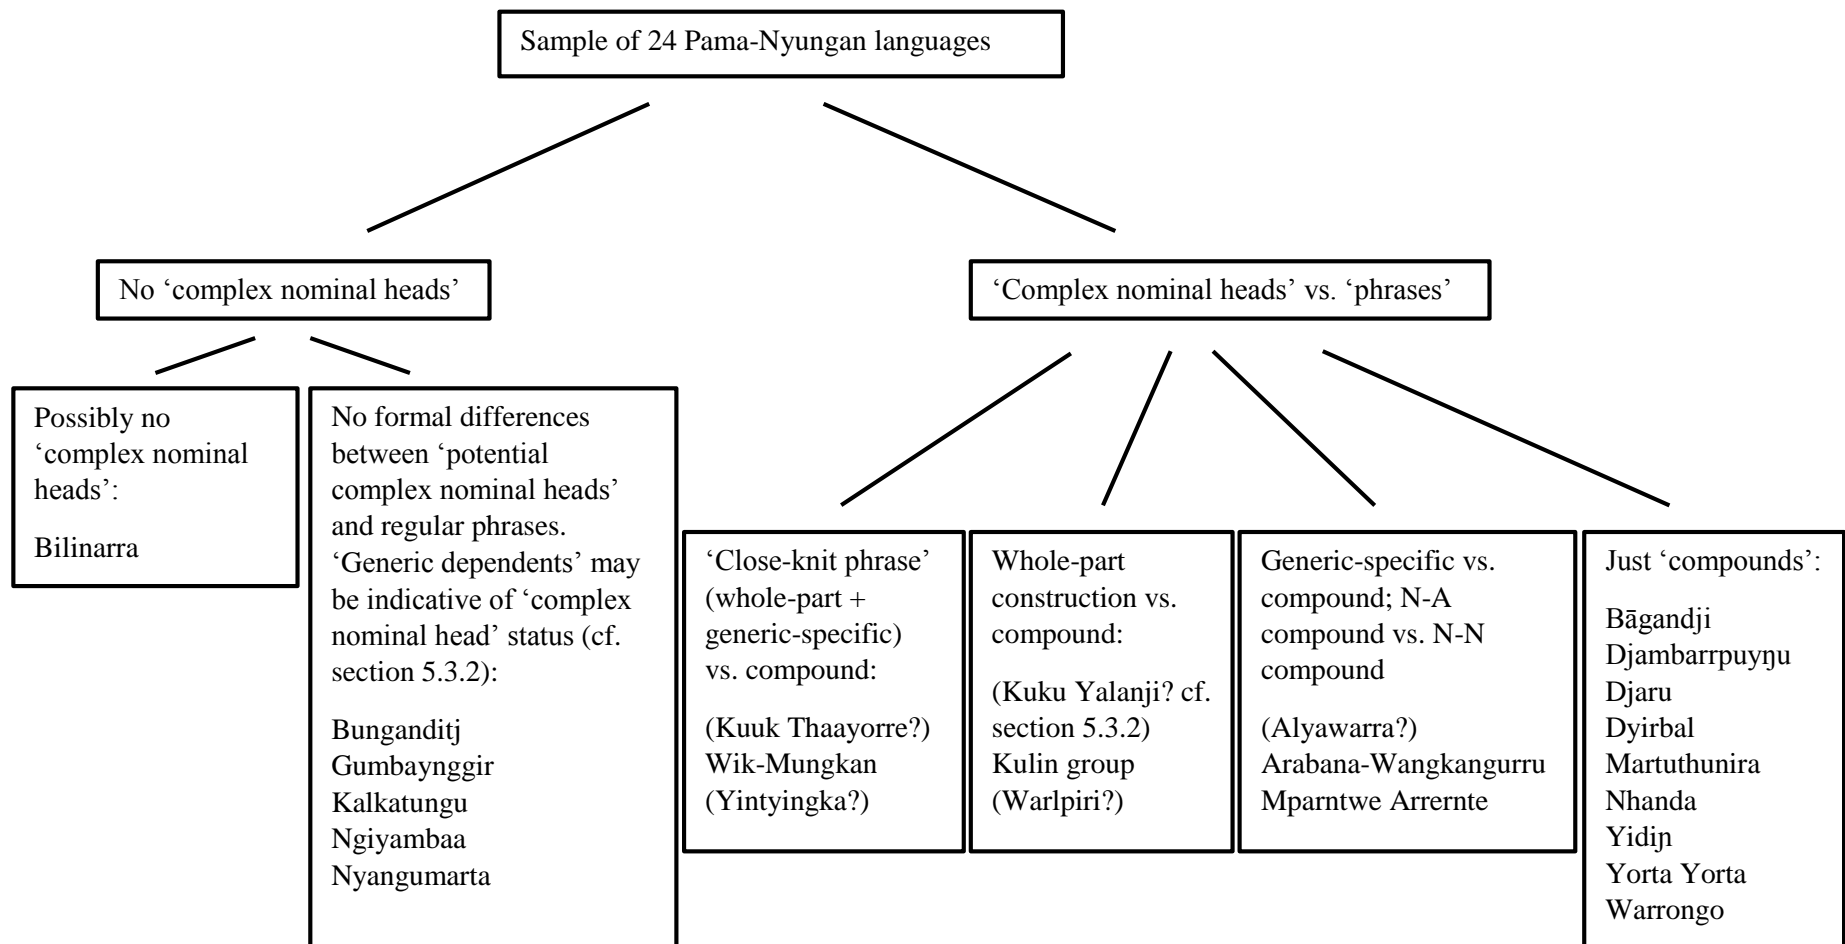 Sample of 24 Pama-Nyungan languages
No ‘complex nominal heads’
‘Complex nominal heads’ vs. ‘phrases’
Possibly no
‘complex nominal
heads’:
Bilinarra
No formal differences
between ‘potential
complex nominal heads’
and regular phrases.
‘Generic dependents’ may
be indicative of ‘complex
nominal head’ status (cf.
section 5.3.2):
Bunganditj
Gumbaynggir
Kalkatungu
Ngiyambaa
Nyangumarta
‘Close-knit phrase’
(whole-part +
generic-specific)
vs. compound:
(Kuuk Thaayorre?)
Wik-Mungkan
(Yintyingka?)
Whole-part
construction vs.
compound:
(Kuku Yalanji? cf.
section 5.3.2)
Kulin group
(Warlpiri?)
Generic-specific vs.
compound; N-A
compound vs. N-N
compound
(Alyawarra?)
Arabana-Wangkangurru
Mparntwe Arrernte
Just ‘compounds’:
Bāgandji
Djambarrpuyŋu
Djaru
Dyirbal
Martuthunira
Nhanda
Yidiɲ
Yorta Yorta
Warrongo